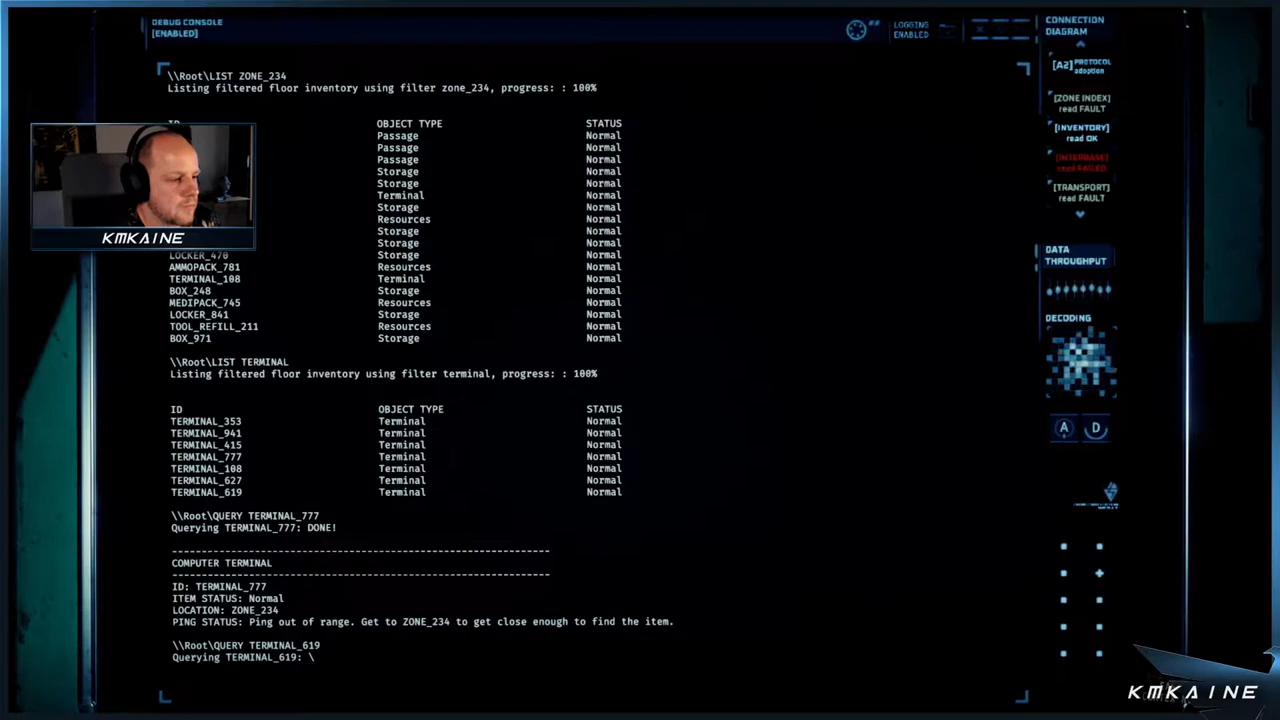 DEBUG CONSOLE
[ENABLED]
LOGGING
ENABLED
CONNECTION
DIAGRAM
\\Root\LIST ZONE_234
Listing filtered floor inventory using filter zone_234, progress: : 100%
ID OBJECT TYPE STATUS
Passage Normal
Passage Normal
Passage Normal
Storage Normal
Storage Normal
Terminal Normal
Storage Normal
Resources Normal
Storage Normal
Storage Normal
LOCKER_470 Storage Normal
AMMOPACK_781 Resources Normal
TERMINAL_108 Terminal Normal
BOX_248 Storage Normal
MEDIPACK_745 Resources Normal
LOCKER_841 Storage Normal
TOOL_REFILL_211 Resources Normal
BOX_971 Storage Normal
\\Root\LIST TERMINAL
Listing filtered floor inventory using filter terminal, progress: : 100%
ID OBJECT TYPE STATUS
TERMINAL_353 Terminal Normal
TERMINAL_941 Terminal Normal
TERMINAL_415 Terminal Normal
TERMINAL_777 Terminal Normal
TERMINAL_108 Terminal Normal
TERMINAL_627 Terminal Normal
TERMINAL_619 Terminal Normal
\\Root\QUERY TERMINAL_777
Querying TERMINAL_777: DONE!
----------------------------------------------------------------
COMPUTER TERMINAL
----------------------------------------------------------------
ID: TERMINAL_777
ITEM STATUS: Normal
LOCATION: ZONE_234
PING STATUS: Ping out of range. Get to ZONE_234 to get close enough to find the item.
\\Root\QUERY TERMINAL_619
Querying TERMINAL_619: \
KMKAINE
[A2] PROTOCOL
adoption
[ZONE INDEX]
read FAULT
[INVENTORY]
read OK
[INTERBASE]
read FAILED
[TRANSPORT]
read FAULT
DATA
THROUGHPUT
DECODING
A D
KMKAINE